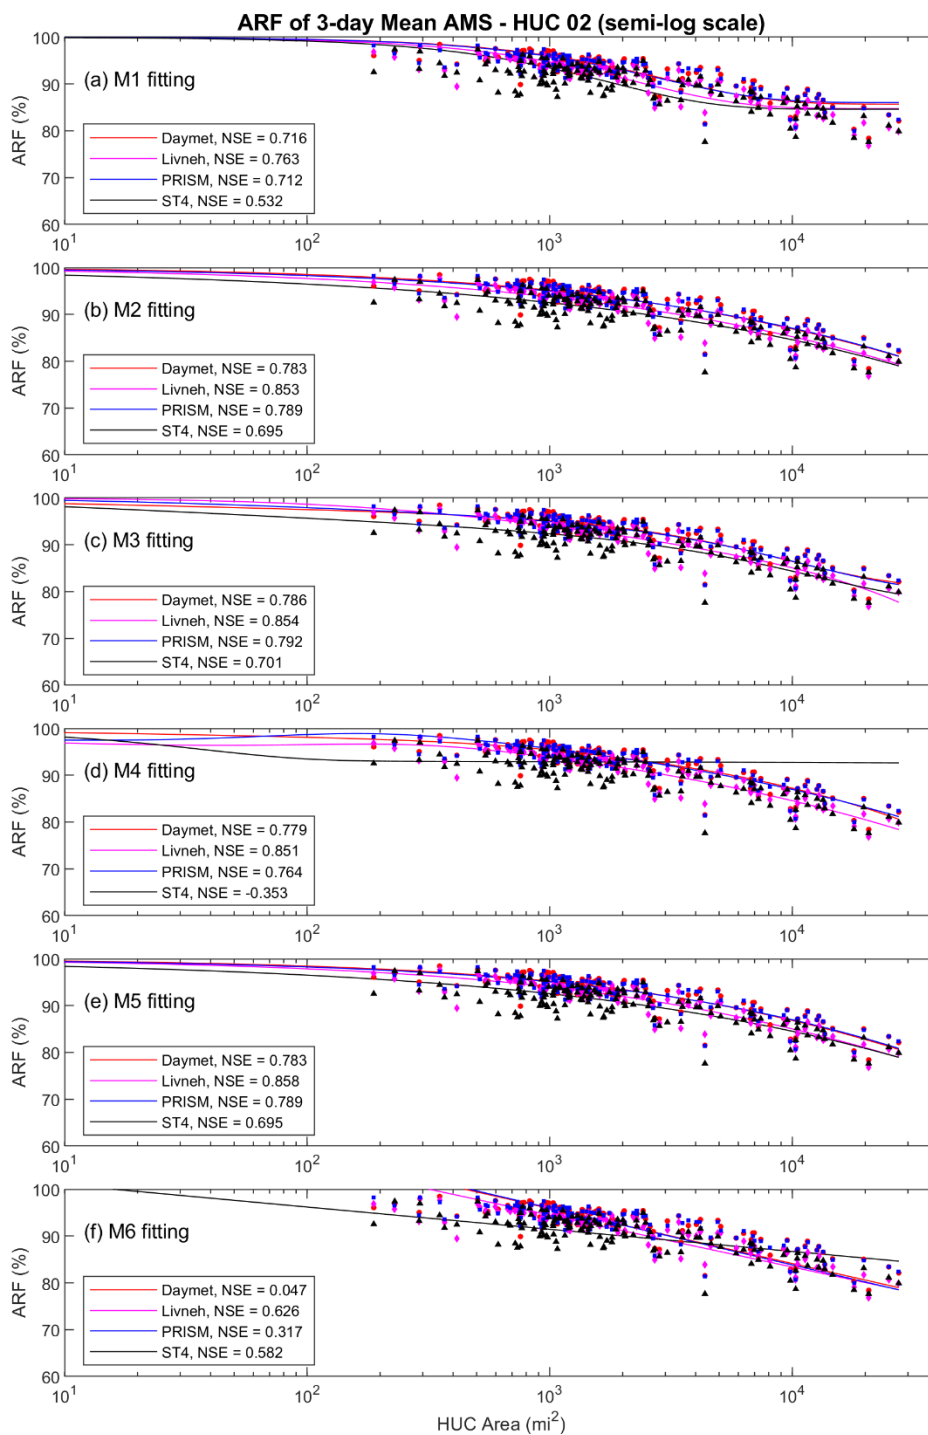 ARF of 3-day Mean AMS - HUC 02 (semi-log scale)
100
90
80
70
60
ARF (%)
(a) M1 fitting
Daymet, NSE = 0.716
Livneh, NSE = 0.763
PRISM, NSE = 0.712
ST4, NSE = 0.532
10^1
10^2
10^3
10^4
100
90
80
70
60
ARF (%)
(b) M2 fitting
Daymet, NSE = 0.783
Livneh, NSE = 0.853
PRISM, NSE = 0.789
ST4, NSE = 0.695
10^1
10^2
10^3
10^4
100
90
80
70
60
ARF (%)
(c) M3 fitting
Daymet, NSE = 0.786
Livneh, NSE = 0.854
PRISM, NSE = 0.792
ST4, NSE = 0.701
10^1
10^2
10^3
10^4
100
90
80
70
60
ARF (%)
(d) M4 fitting
Daymet, NSE = 0.779
Livneh, NSE = 0.851
PRISM, NSE = 0.764
ST4, NSE = -0.353
10^1
10^2
10^3
10^4
100
90
80
70
60
ARF (%)
(e) M5 fitting
Daymet, NSE = 0.783
Livneh, NSE = 0.858
PRISM, NSE = 0.789
ST4, NSE = 0.695
10^1
10^2
10^3
10^4
100
90
80
70
60
ARF (%)
(f) M6 fitting
Daymet, NSE = 0.047
Livneh, NSE = 0.626
PRISM, NSE = 0.317
ST4, NSE = 0.582
10^1
10^2
10^3
10^4
HUC Area (mi^2)